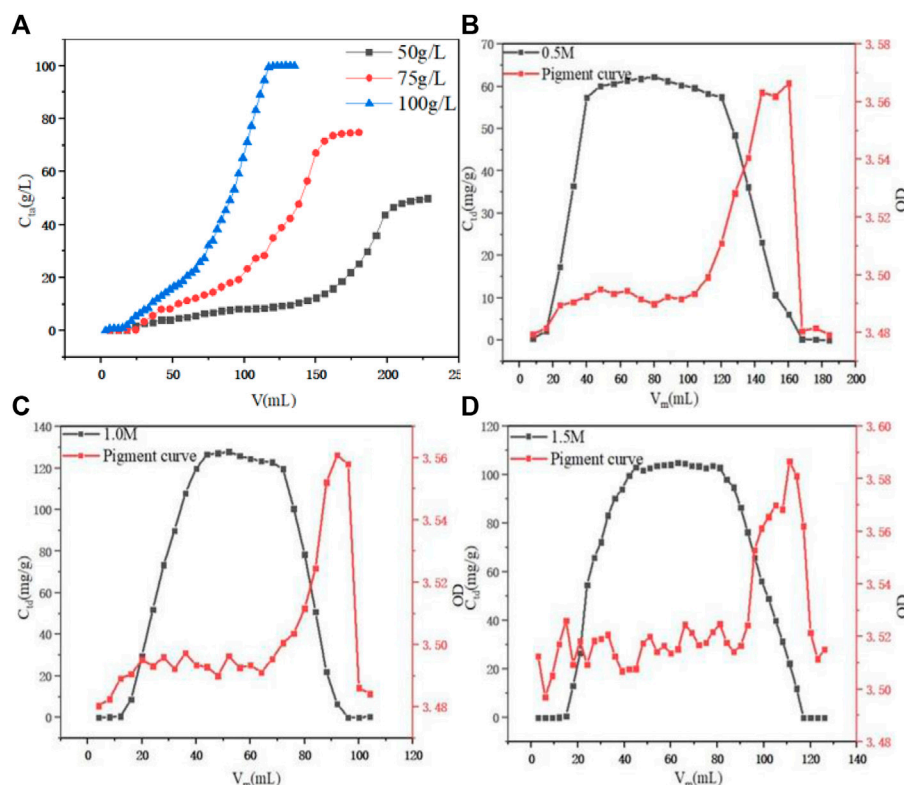 A
50g/L
75g/L
100g/L
C_ta(g/L)
100
80
60
40
20
0
0 50 100 150 200 25
V(mL)
B
0.5M
Pigment curve
C_td(mg/g)
70
60
50
40
30
20
10
0
0 20 40 60 80 100 120 140 160 180 200
V_m(mL)
3.58
3.56
3.54
3.52
3.50
3.48
OD
C
1.0M
Pigment curve
C_td(mg/g)
140
120
100
80
60
40
20
0
0 20 40 60 80 100 120
V_m(mL)
3.56
3.54
3.52
3.50
3.48
OD
D
1.5M
Pigment curve
C_td(mg/g)
120
100
80
60
40
20
0
0 20 40 60 80 100 120 140
V_m(mL)
3.60
3.58
3.56
3.54
3.52
3.50
3.48